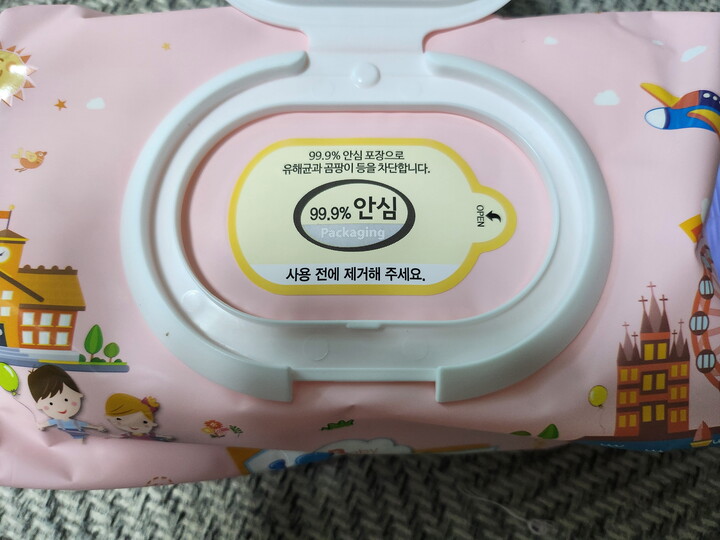 99.9% 안심 포장으로
유해균과 곰팡이 등을 차단합니다.
99.9% 안심
Packaging
OPEN
사용 전에 제거해 주세요.